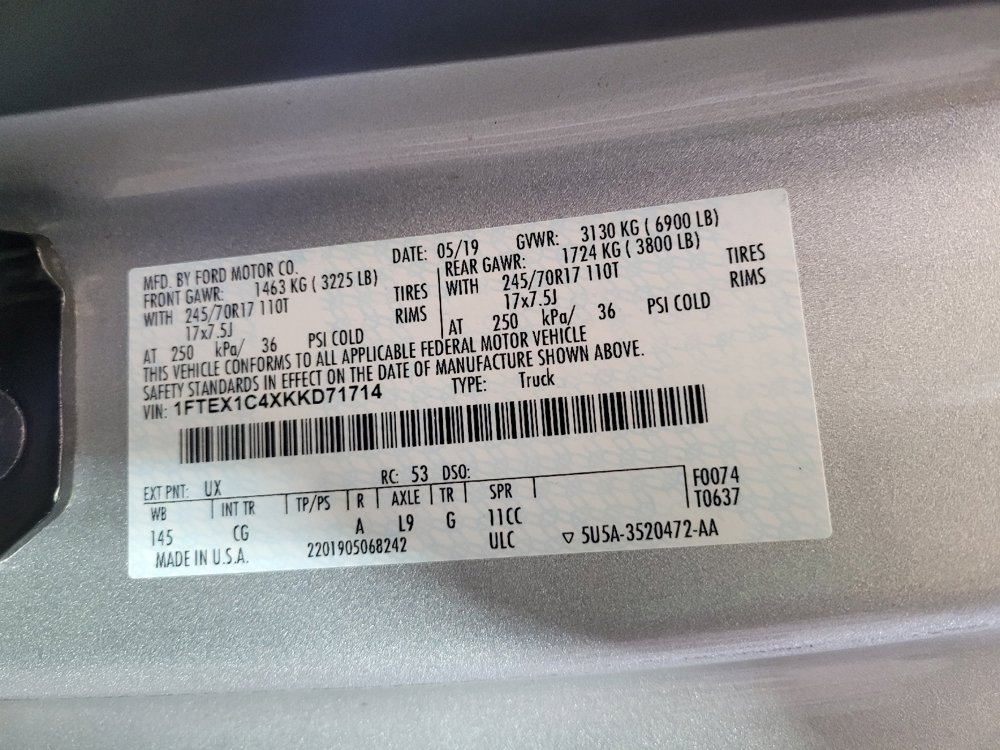 MFD. BY FORD MOTOR CO. DATE: 05/19 GVWR: 3130 KG ( 6900 LB)
FRONT GAWR: 1463 KG ( 3225 LB) REAR GAWR: 1724 KG ( 3800 LB)
WITH 245/70R17 110T TIRES WITH 245/70R17 110T TIRES
17x7.5J RIMS 17x7.5J RIMS
AT 250 kPa/ 36 PSI COLD AT 250 kPa/ 36 PSI COLD
THIS VEHICLE CONFORMS TO ALL APPLICABLE FEDERAL MOTOR VEHICLE
SAFETY STANDARDS IN EFFECT ON THE DATE OF MANUFACTURE SHOWN ABOVE.
VIN: 1FTEX1C4XKKD71714 TYPE: Truck
EXT PNT: UX RC: 53 DSO: F0074
WB INT TR TP/PS R AXLE TR SPR T0637
145 CG A L9 G 11CC
ULC ▽ 5U5A-3520472-AA
MADE IN U.S.A. 2201905068242